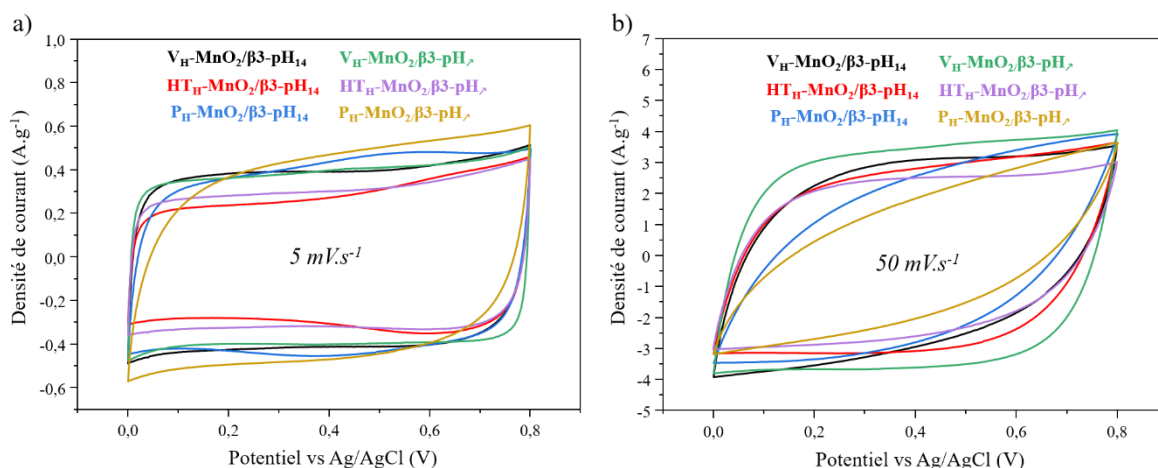 a)
V_H-MnO₂/β3-pH₁₄ V_H-MnO₂/β3-pH↗
HT_H-MnO₂/β3-pH₁₄ HT_H-MnO₂/β3-pH↗
P_H-MnO₂/β3-pH₁₄ P_H-MnO₂/β3-pH↗
5 mV.s⁻¹
Densité de courant (A.g⁻¹)
1,0
0,8
0,6
0,4
0,2
0,0
-0,2
-0,4
-0,6
0,0 0,2 0,4 0,6 0,8
Potentiel vs Ag/AgCl (V)
b)
V_H-MnO₂/β3-pH₁₄ V_H-MnO₂/β3-pH↗
HT_H-MnO₂/β3-pH₁₄ HT_H-MnO₂/β3-pH↗
P_H-MnO₂/β3-pH₁₄ P_H-MnO₂/β3-pH↗
50 mV.s⁻¹
Densité de courant (A.g⁻¹)
7
6
5
4
3
2
1
0
-1
-2
-3
-4
-5
0,0 0,2 0,4 0,6 0,8
Potentiel vs Ag/AgCl (V)